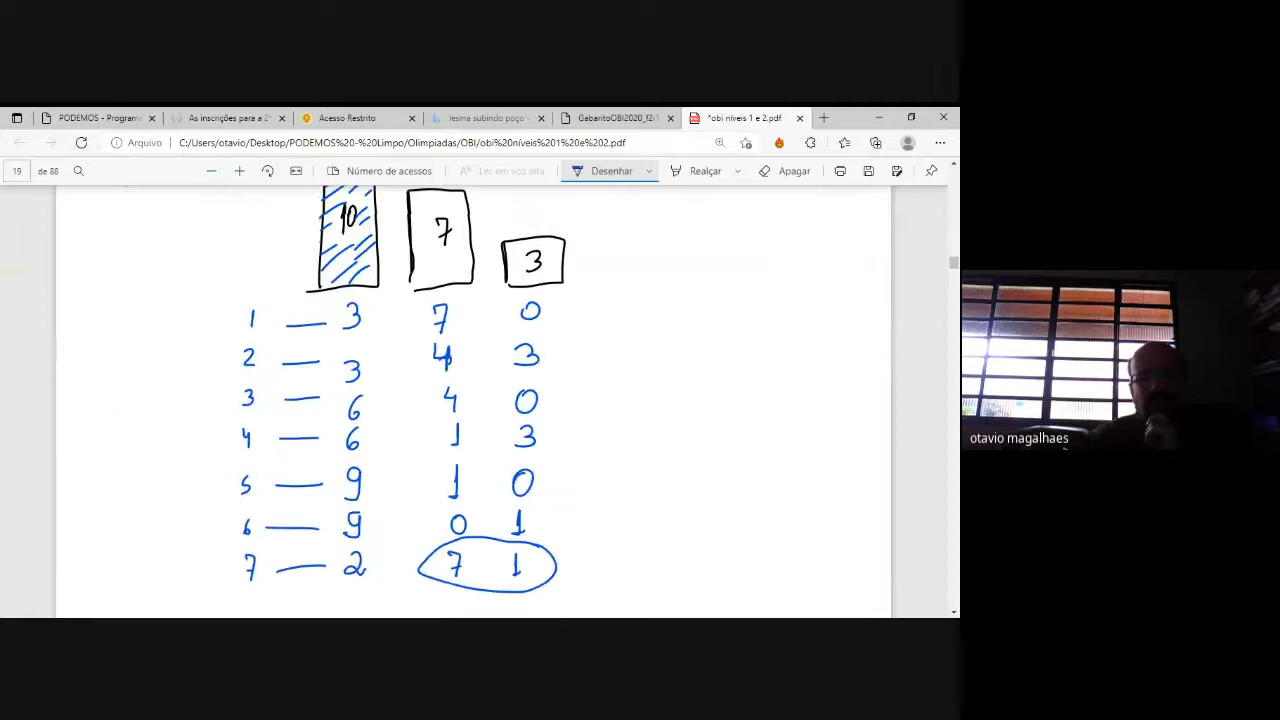 PODEMOS - Programa
As inscrições para a 2ª
Acesso Restrito
lesma subindo poço -
GabaritoOBI2020_f2i1
*obi níveis 1 e 2.pdf
Arquivo
C:/Users/otavio/Desktop/PODEMOS%20-%20Limpo/Olimpiadas/OBI/obi%20níveis%201%20e%202.pdf
19 de 88
Número de acessos
Ler em voz alta
Desenhar
Realçar
Apagar
10 7 3
1 — 3 7 0
2 — 3 4 3
3 — 6 4 0
4 — 6 1 3
5 — 9 1 0
6 — 9 0 1
7 — 2 7 1
otavio magalhaes